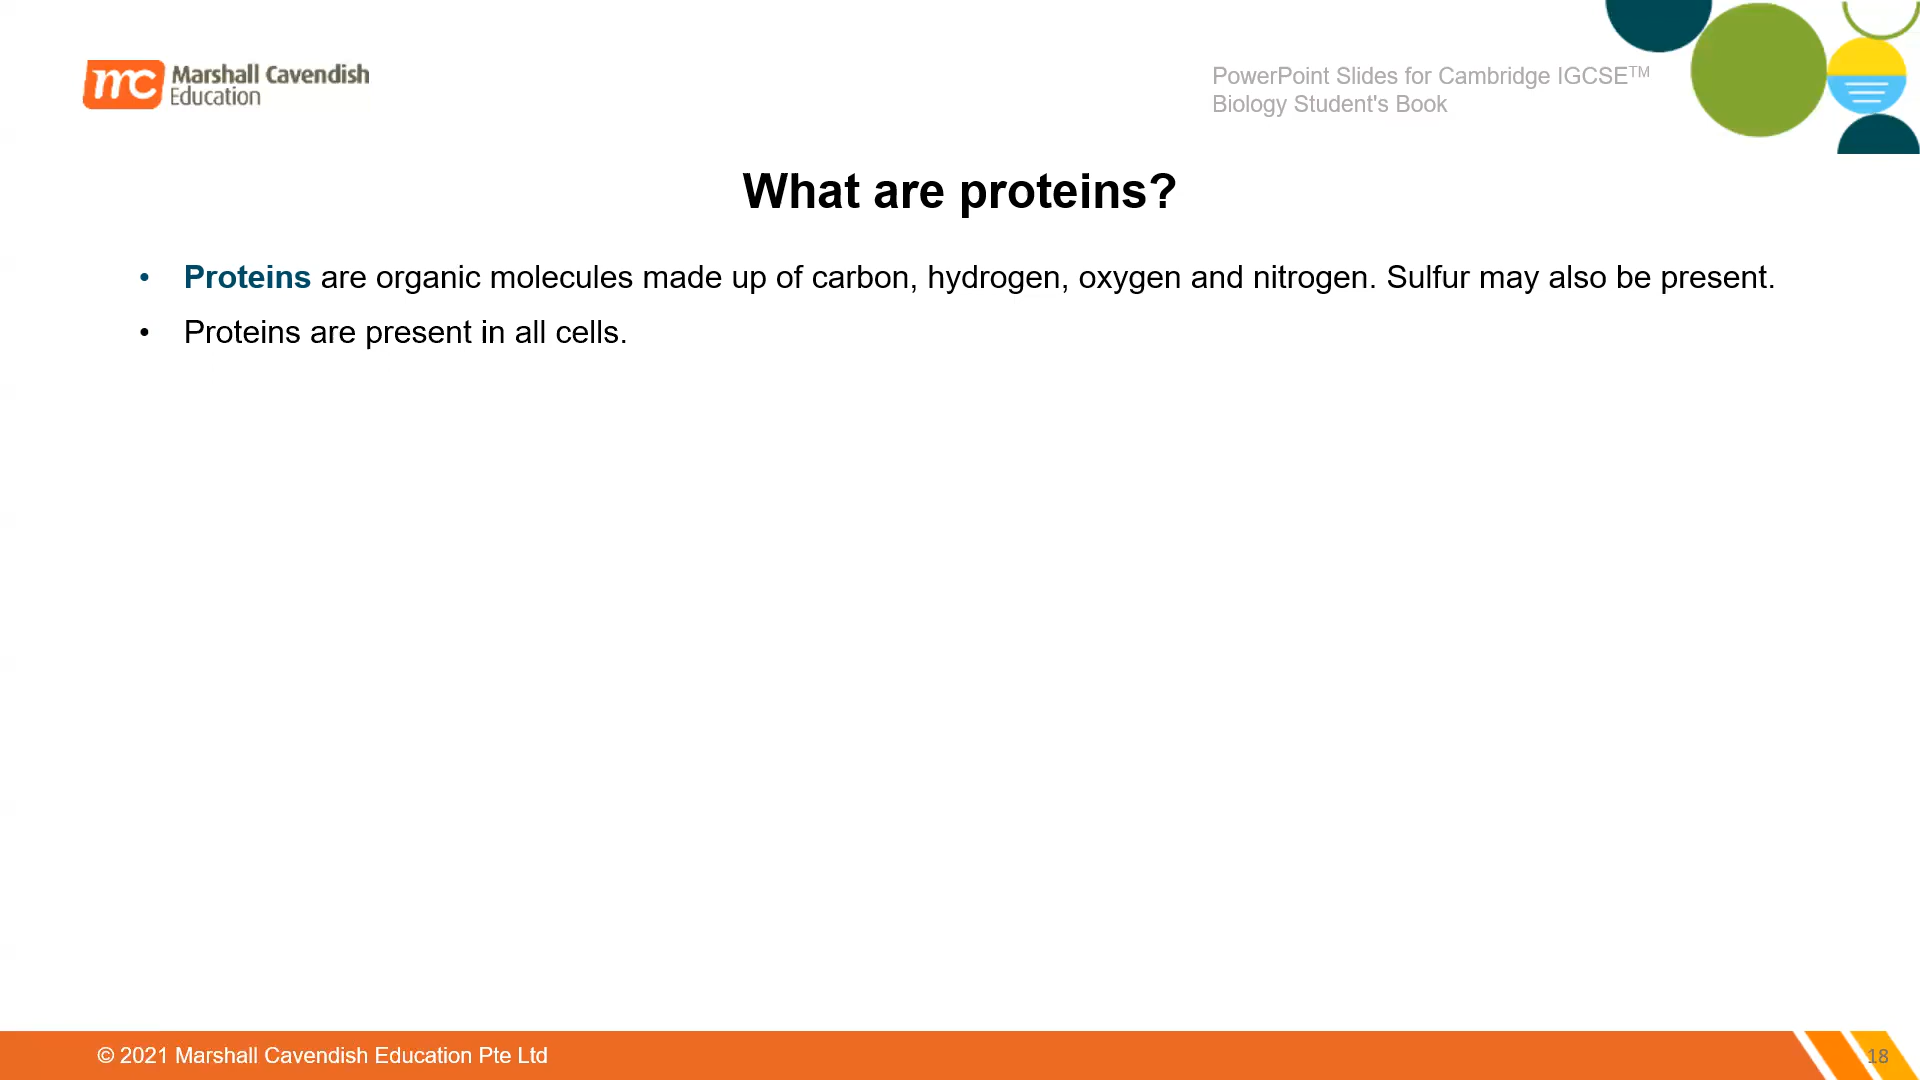 mc Marshall Cavendish
Education
PowerPoint Slides for Cambridge IGCSE™
Biology Student's Book
What are proteins?
• Proteins are organic molecules made up of carbon, hydrogen, oxygen and nitrogen. Sulfur may also be present.
• Proteins are present in all cells.
© 2021 Marshall Cavendish Education Pte Ltd
18